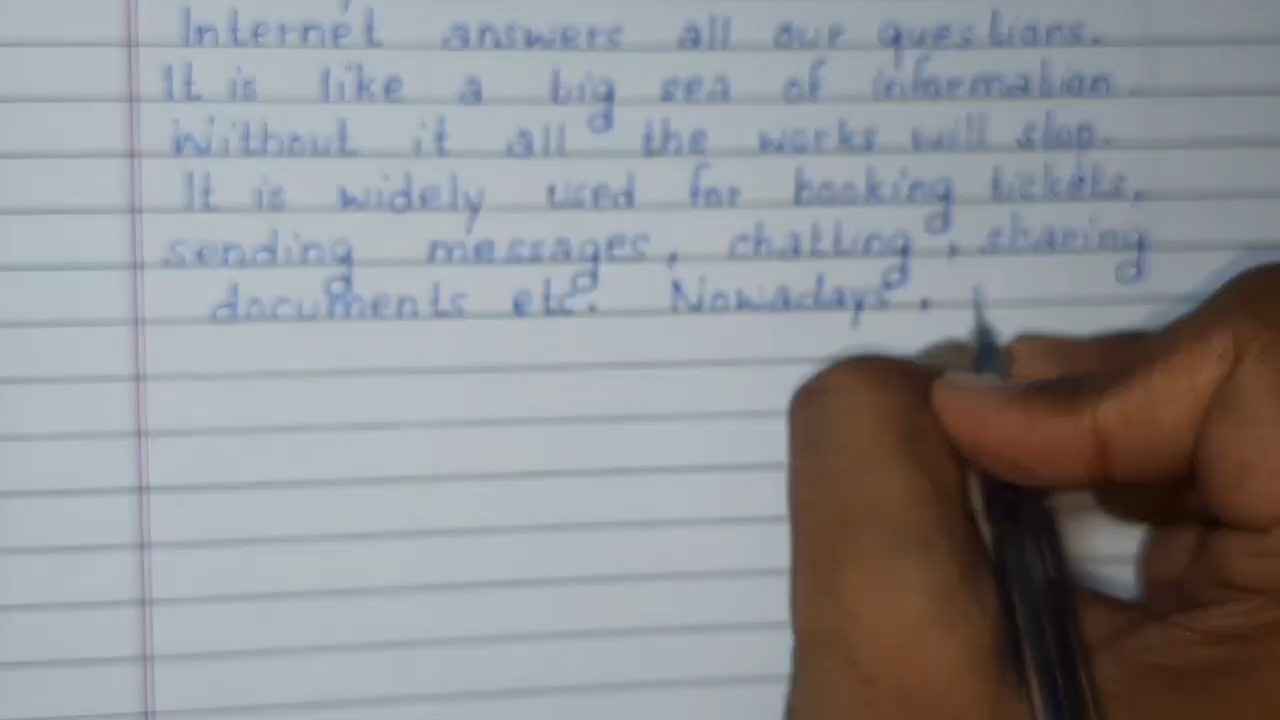 Internet answers all our questions.
It is like a big sea of information.
Without it all the works will stop.
It is widely used for booking tickets,
sending messages, chatting, sharing
documents etc. Nowadays,